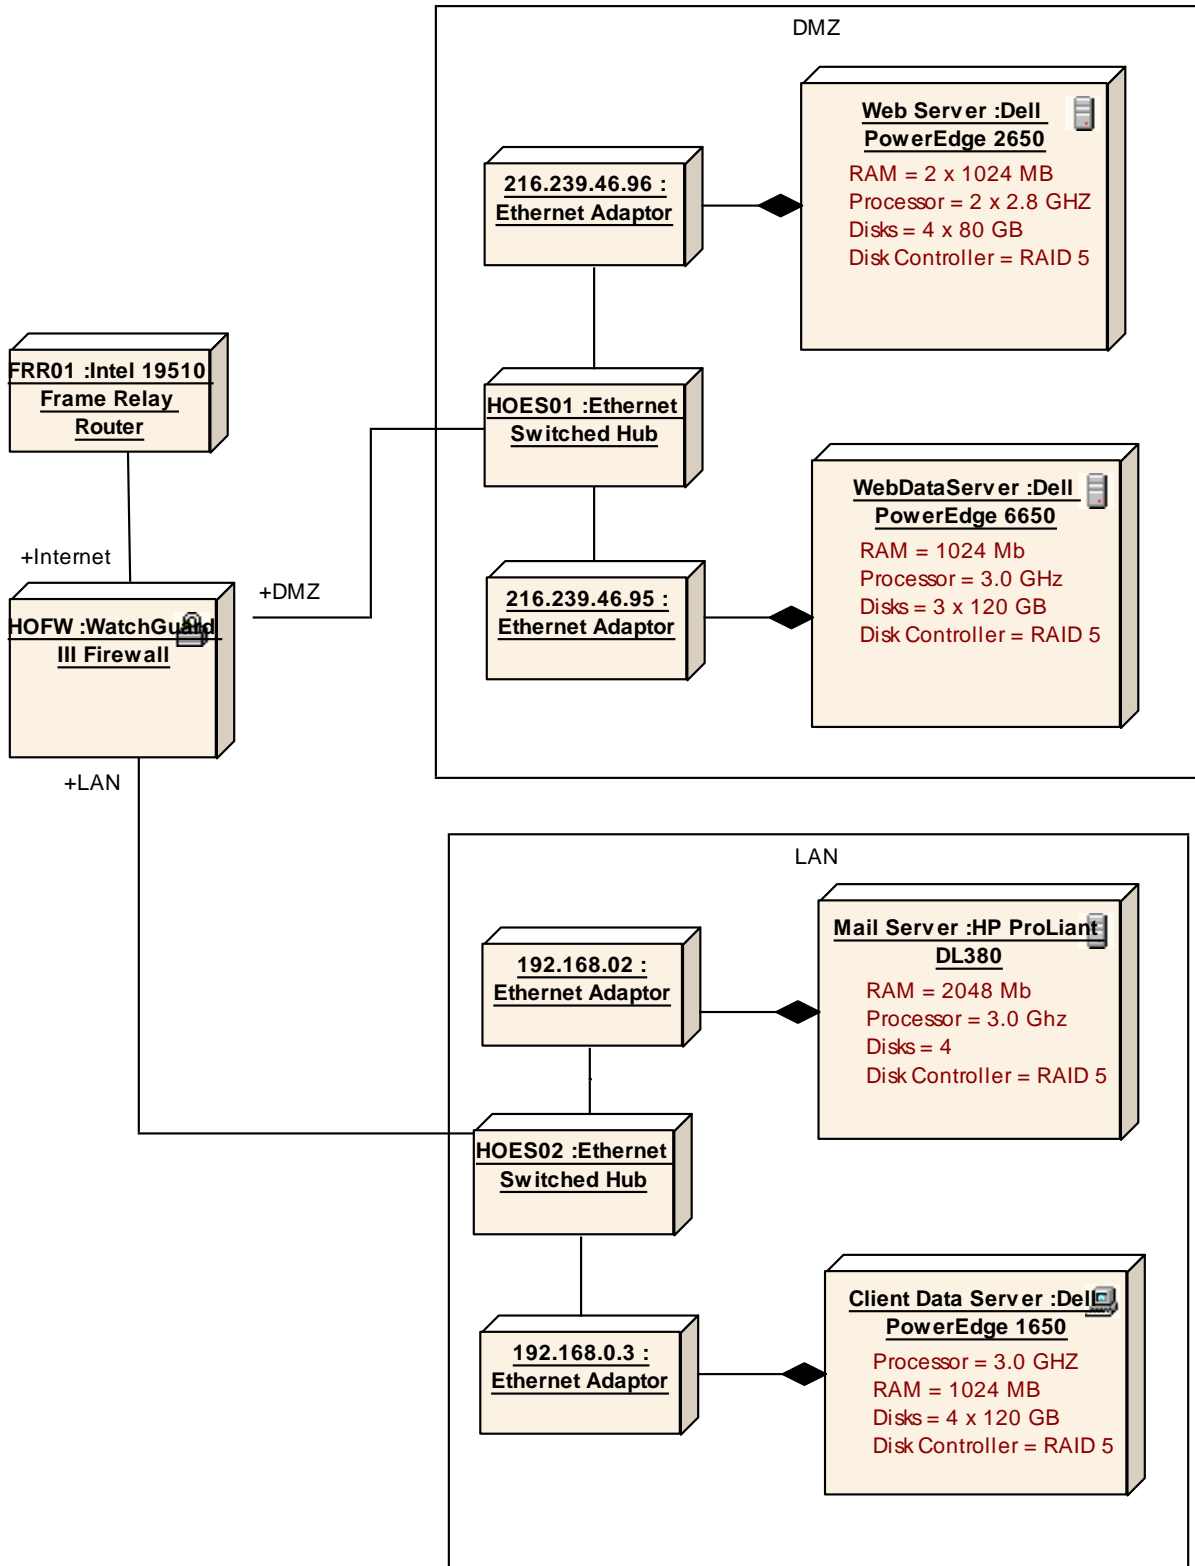 DMZ
Web Server :Dell
PowerEdge 2650
RAM = 2 x 1024 MB
Processor = 2 x 2.8 GHZ
Disks = 4 x 80 GB
Disk Controller = RAID 5
216.239.46.96 :
Ethernet Adaptor
FRR01 :Intel 19510
Frame Relay
Router
HOES01 :Ethernet
Switched Hub
WebDataServer :Dell
PowerEdge 6650
RAM = 1024 Mb
Processor = 3.0 GHz
Disks = 3 x 120 GB
Disk Controller = RAID 5
+Internet
+DMZ
216.239.46.95 :
Ethernet Adaptor
HOFW :WatchGuard
III Firewall
+LAN
LAN
Mail Server :HP ProLiant
DL380
RAM = 2048 Mb
Processor = 3.0 Ghz
Disks = 4
Disk Controller = RAID 5
192.168.02 :
Ethernet Adaptor
HOES02 :Ethernet
Switched Hub
Client Data Server :Dell
PowerEdge 1650
Processor = 3.0 GHZ
RAM = 1024 MB
Disks = 4 x 120 GB
Disk Controller = RAID 5
192.168.0.3 :
Ethernet Adaptor